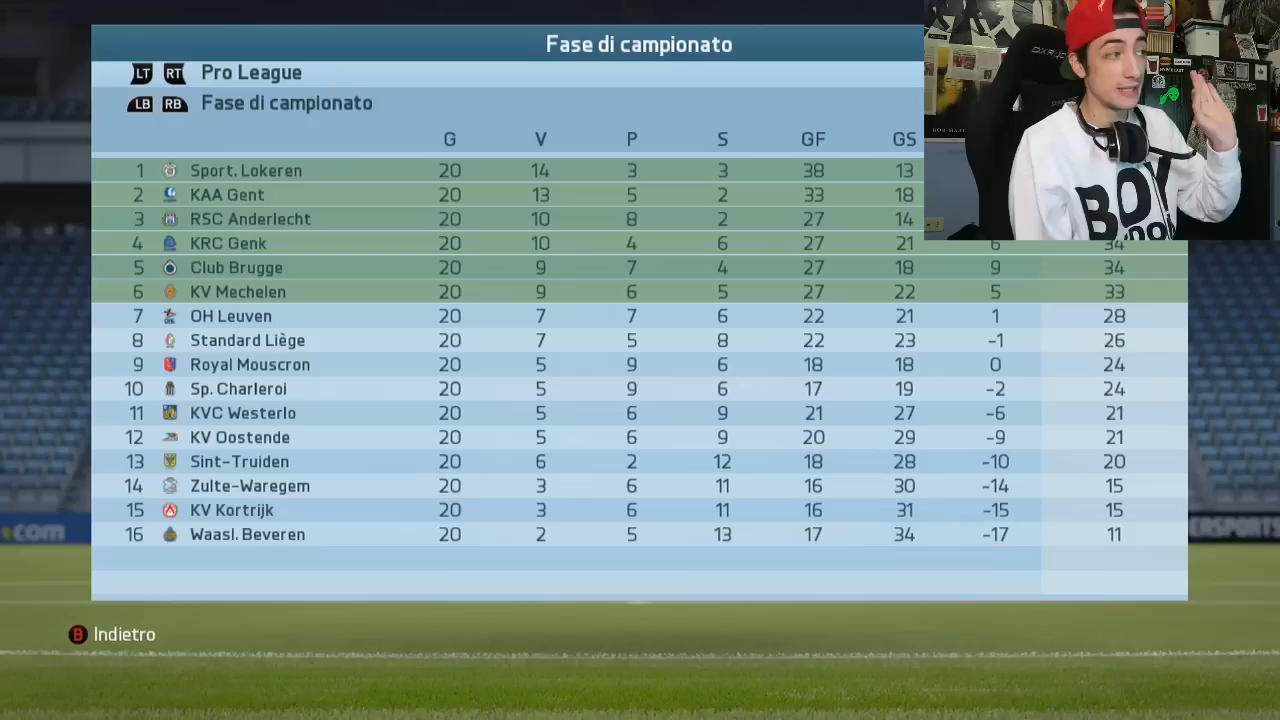 Fase di campionato
LT RT Pro League
LB RB Fase di campionato
G V P S GF GS
1 Sport. Lokeren 20 14 3 3 38 13
2 KAA Gent 20 13 5 2 33 18
3 RSC Anderlecht 20 10 8 2 27 14
4 KRC Genk 20 10 4 6 27 21 6 34
5 Club Brugge 20 9 7 4 27 18 9 34
6 KV Mechelen 20 9 6 5 27 22 5 33
7 OH Leuven 20 7 7 6 22 21 1 28
8 Standard Liège 20 7 5 8 22 23 -1 26
9 Royal Mouscron 20 5 9 6 18 18 0 24
10 Sp. Charleroi 20 5 9 6 17 19 -2 24
11 KVC Westerlo 20 5 6 9 21 27 -6 21
12 KV Oostende 20 5 6 9 20 29 -9 21
13 Sint-Truiden 20 6 2 12 18 28 -10 20
14 Zulte-Waregem 20 3 6 11 16 30 -14 15
15 KV Kortrijk 20 3 6 11 16 31 -15 15
16 Waasl. Beveren 20 2 5 13 17 34 -17 11
B Indietro
BOY
.com